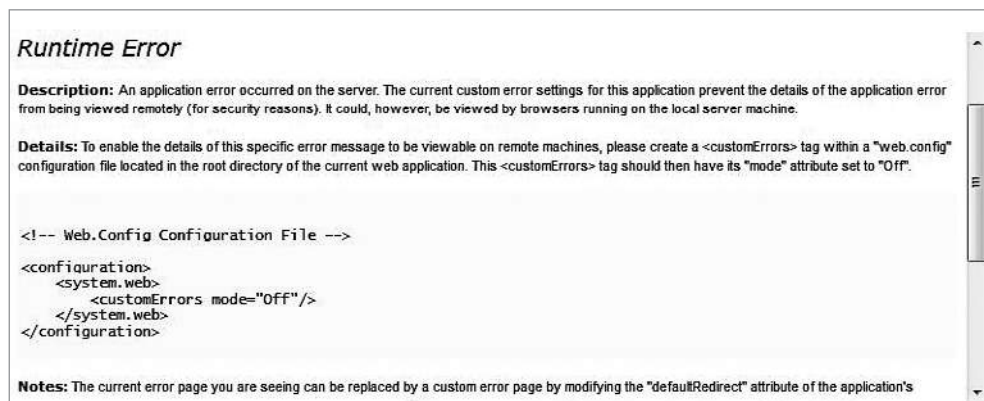 Runtime Error
Description: An application error occurred on the server. The current custom error settings for this application prevent the details of the application error
from being viewed remotely (for security reasons). It could, however, be viewed by browsers running on the local server machine.
Details: To enable the details of this specific error message to be viewable on remote machines, please create a <customErrors> tag within a "web.config"
configuration file located in the root directory of the current web application. This <customErrors> tag should then have its "mode" attribute set to "Off".
<!-- Web.Config Configuration File -->
<configuration>
    <system.web>
        <customErrors mode="Off"/>
    </system.web>
</configuration>
Notes: The current error page you are seeing can be replaced by a custom error page by modifying the "defaultRedirect" attribute of the application's